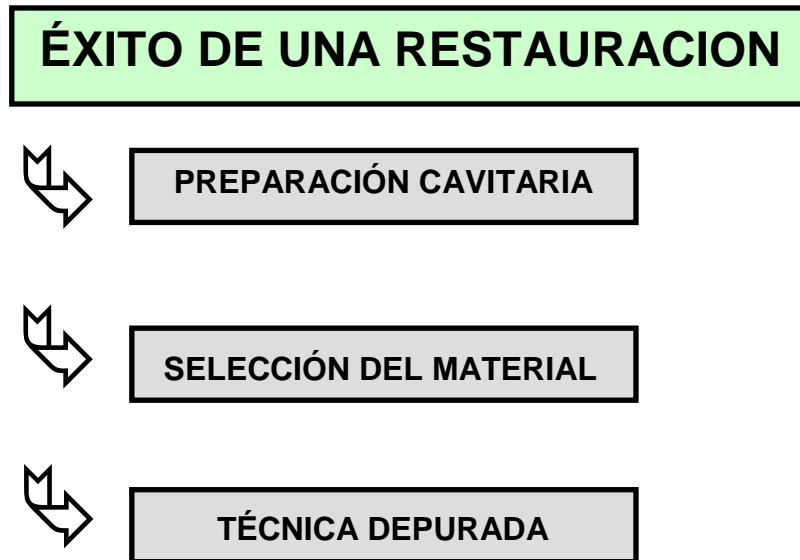 ÉXITO DE UNA RESTAURACION
PREPARACIÓN CAVITARIA
SELECCIÓN DEL MATERIAL
TÉCNICA DEPURADA